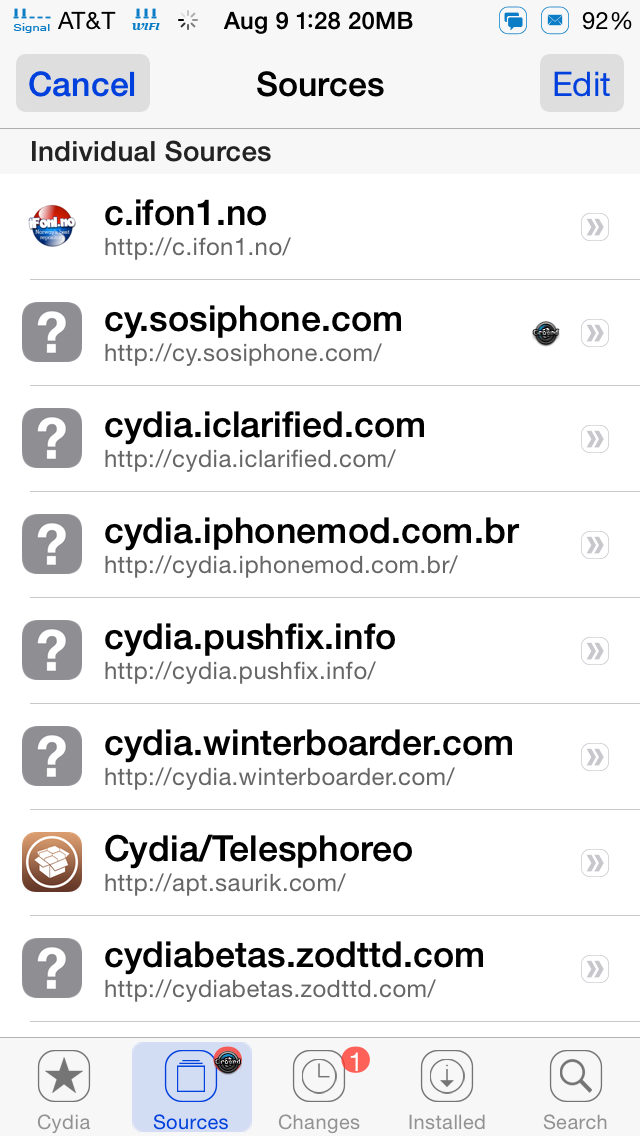 Signal AT&T WIFI Aug 9 1:28 20MB 92%
Cancel Sources Edit
Individual Sources
c.ifon1.no
http://c.ifon1.no/
cy.sosiphone.com
http://cy.sosiphone.com/
cydia.iclarified.com
http://cydia.iclarified.com/
cydia.iphonemod.com.br
http://cydia.iphonemod.com.br/
cydia.pushfix.info
http://cydia.pushfix.info/
cydia.winterboarder.com
http://cydia.winterboarder.com/
Cydia/Telesphoreo
http://apt.saurik.com/
cydiabetas.zodttd.com
http://cydiabetas.zodttd.com/
1
Cydia Sources Changes Installed Search